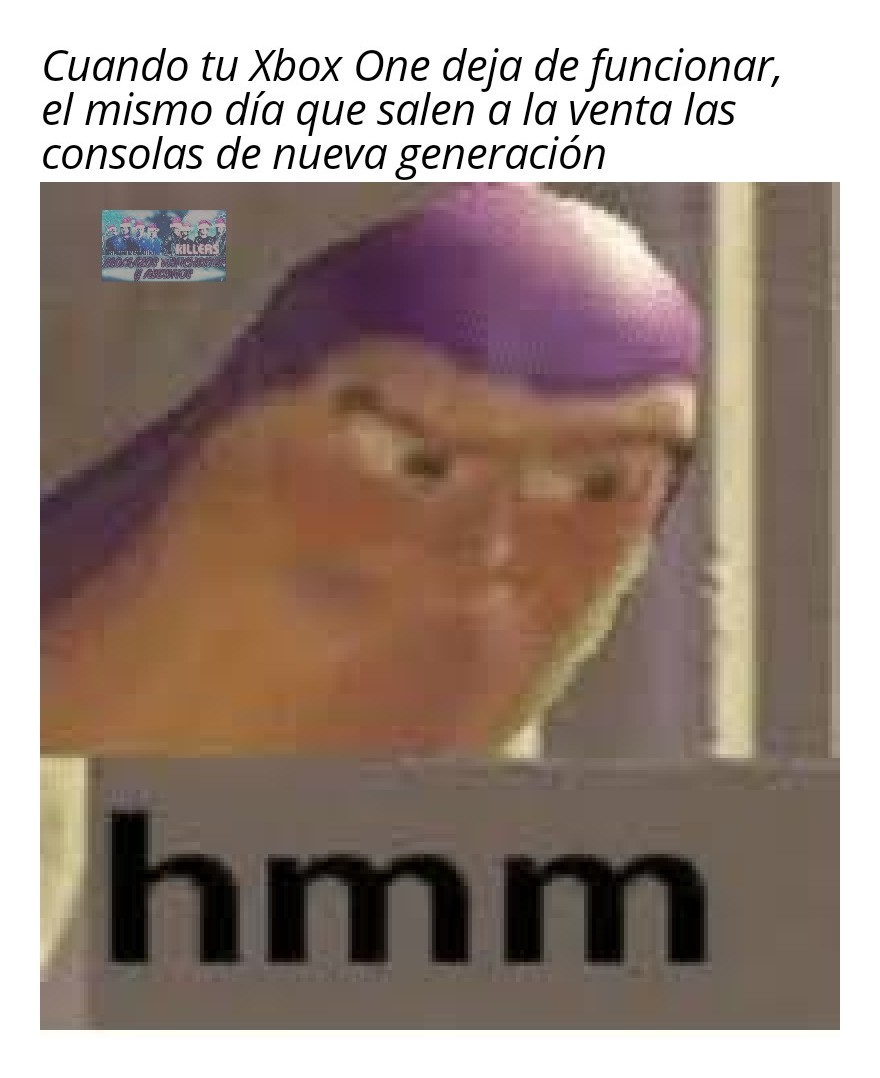 Cuando tu Xbox One deja de funcionar,
el mismo día que salen a la venta las
consolas de nueva generación
KILLERS
hmm